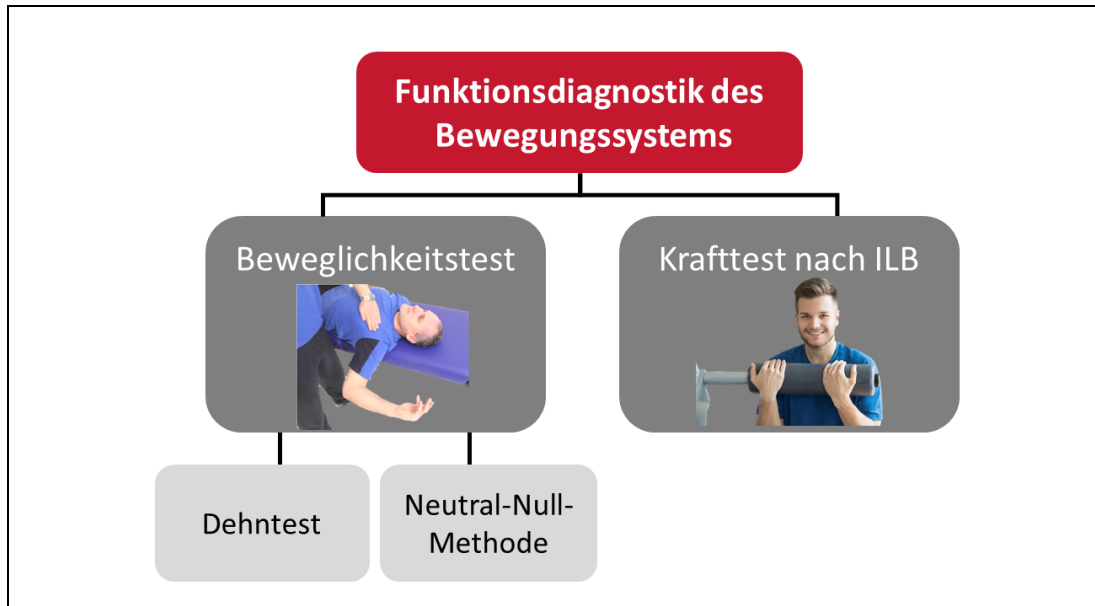 Funktionsdiagnostik des
Bewegungssystems
Beweglichkeitstest
Krafttest nach ILB
Dehntest
Neutral-Null-
Methode